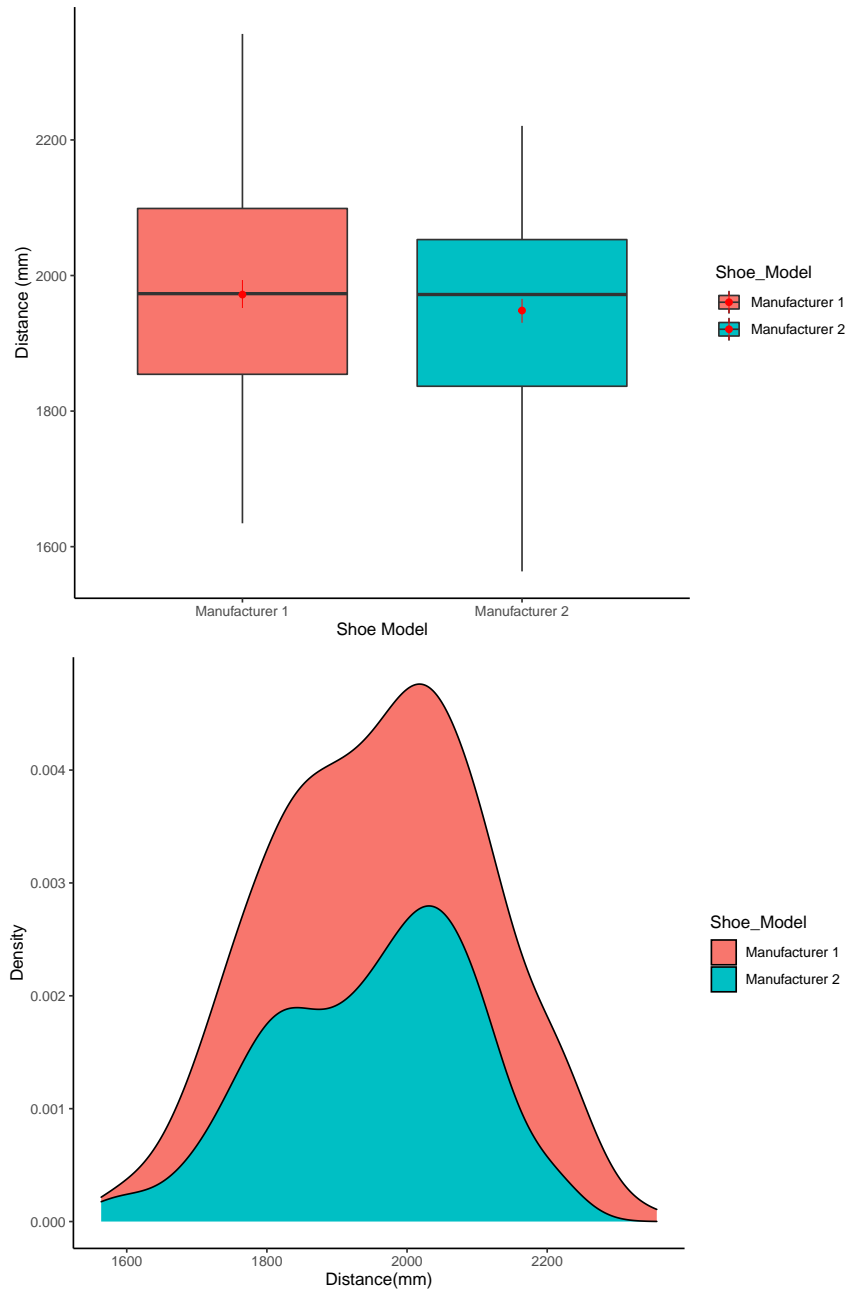 2200
2000
1800
1600
Distance (mm)
Manufacturer 1
Manufacturer 2
Shoe Model
Shoe_Model
Manufacturer 1
Manufacturer 2
0.004
0.003
0.002
0.001
0.000
Density
1600
1800
2000
2200
Distance(mm)
Shoe_Model
Manufacturer 1
Manufacturer 2